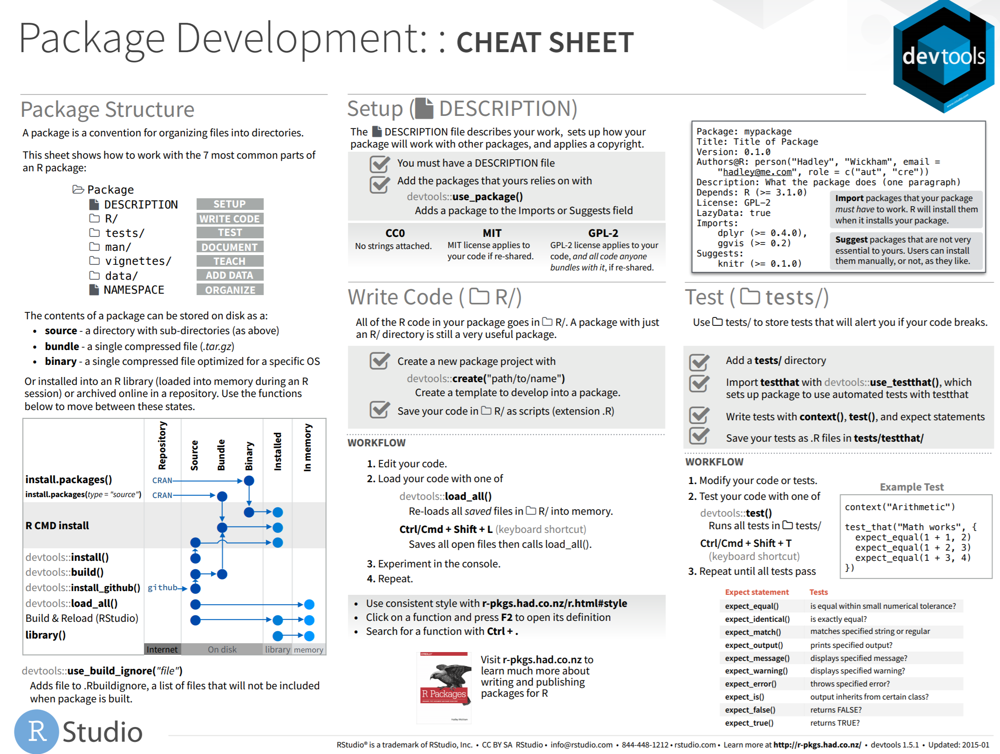 Package Development: : CHEAT SHEET
devtools
www.rstudio.com
Package Structure
A package is a convention for organizing files into directories.
This sheet shows how to work with the 7 most common parts of
an R package:
Package
DESCRIPTION SETUP
R/ WRITE CODE
tests/ TEST
man/ DOCUMENT
vignettes/ TEACH
data/ ADD DATA
NAMESPACE ORGANIZE
The contents of a package can be stored on disk as a:
• source - a directory with sub-directories (as above)
• bundle - a single compressed file (.tar.gz)
• binary - a single compressed file optimized for a specific OS
Or installed into an R library (loaded into memory during an R
session) or archived online in a repository. Use the functions
below to move between these states.
Repository Source Bundle Binary Installed In memory
install.packages() CRAN
install.packages(type = "source") CRAN
R CMD install
devtools::install()
devtools::build()
devtools::install_github() github
devtools::load_all()
Build & Reload (RStudio)
library()
Internet On disk library memory
devtools::use_build_ignore("file")
Adds file to .Rbuildignore, a list of files that will not be included
when package is built.
Setup ( DESCRIPTION)
The DESCRIPTION file describes your work, sets up how your
package will work with other packages, and applies a copyright.
You must have a DESCRIPTION file
Add the packages that yours relies on with
devtools::use_package()
Adds a package to the Imports or Suggests field
CC0
No strings attached.
MIT
MIT license applies to
your code if re-shared.
GPL-2
GPL-2 license applies to your
code, and all code anyone
bundles with it, if re-shared.
Package: mypackage
Title: Title of Package
Version: 0.1.0
Authors@R: person("Hadley", "Wickham", email =
"hadley@me.com", role = c("aut", "cre"))
Description: What the package does (one paragraph)
Depends: R (>= 3.1.0)
License: GPL-2
LazyData: true
Imports:
dplyr (>= 0.4.0),
ggvis (>= 0.2)
Suggests:
knitr (>= 0.1.0)
Import packages that your package
must have to work. R will install them
when it installs your package.
Suggest packages that are not very
essential to yours. Users can install
them manually, or not, as they like.
Write Code ( R/)
All of the R code in your package goes in R/. A package with just
an R/ directory is still a very useful package.
Create a new package project with
devtools::create("path/to/name")
Create a template to develop into a package.
Save your code in R/ as scripts (extension .R)
WORKFLOW
1. Edit your code.
2. Load your code with one of
devtools::load_all()
Re-loads all saved files in R/ into memory.
Ctrl/Cmd + Shift + L (keyboard shortcut)
Saves all open files then calls load_all().
3. Experiment in the console.
4. Repeat.
• Use consistent style with r-pkgs.had.co.nz/r.html#style
• Click on a function and press F2 to open its definition
• Search for a function with Ctrl + .
O'REILLY
R Packages
Hadley Wickham
Visit r-pkgs.had.co.nz to
learn much more about
writing and publishing
packages for R
Test ( tests/)
Use tests/ to store tests that will alert you if your code breaks.
Add a tests/ directory
Import testthat with devtools::use_testthat(), which
sets up package to use automated tests with testthat
Write tests with context(), test(), and expect statements
Save your tests as .R files in tests/testthat/
WORKFLOW
1. Modify your code or tests.
2. Test your code with one of
devtools::test()
Runs all tests in tests/
Ctrl/Cmd + Shift + T
(keyboard shortcut)
3. Repeat until all tests pass
Example Test
context("Arithmetic")
test_that("Math works", {
expect_equal(1 + 1, 2)
expect_equal(1 + 2, 3)
expect_equal(1 + 3, 4)
})
Expect statement Tests
expect_equal() is equal within small numerical tolerance?
expect_identical() is exactly equal?
expect_match() matches specified string or regular
expect_output() prints specified output?
expect_message() displays specified message?
expect_warning() displays specified warning?
expect_error() throws specified error?
expect_is() output inherits from certain class?
expect_false() returns FALSE?
expect_true() returns TRUE?
R Studio
RStudio® is a trademark of RStudio, Inc. • CC BY SA RStudio • info@rstudio.com • 844-448-1212 • rstudio.com • Learn more at http://r-pkgs.had.co.nz/ • devtools 1.5.1 • Updated: 2015-01